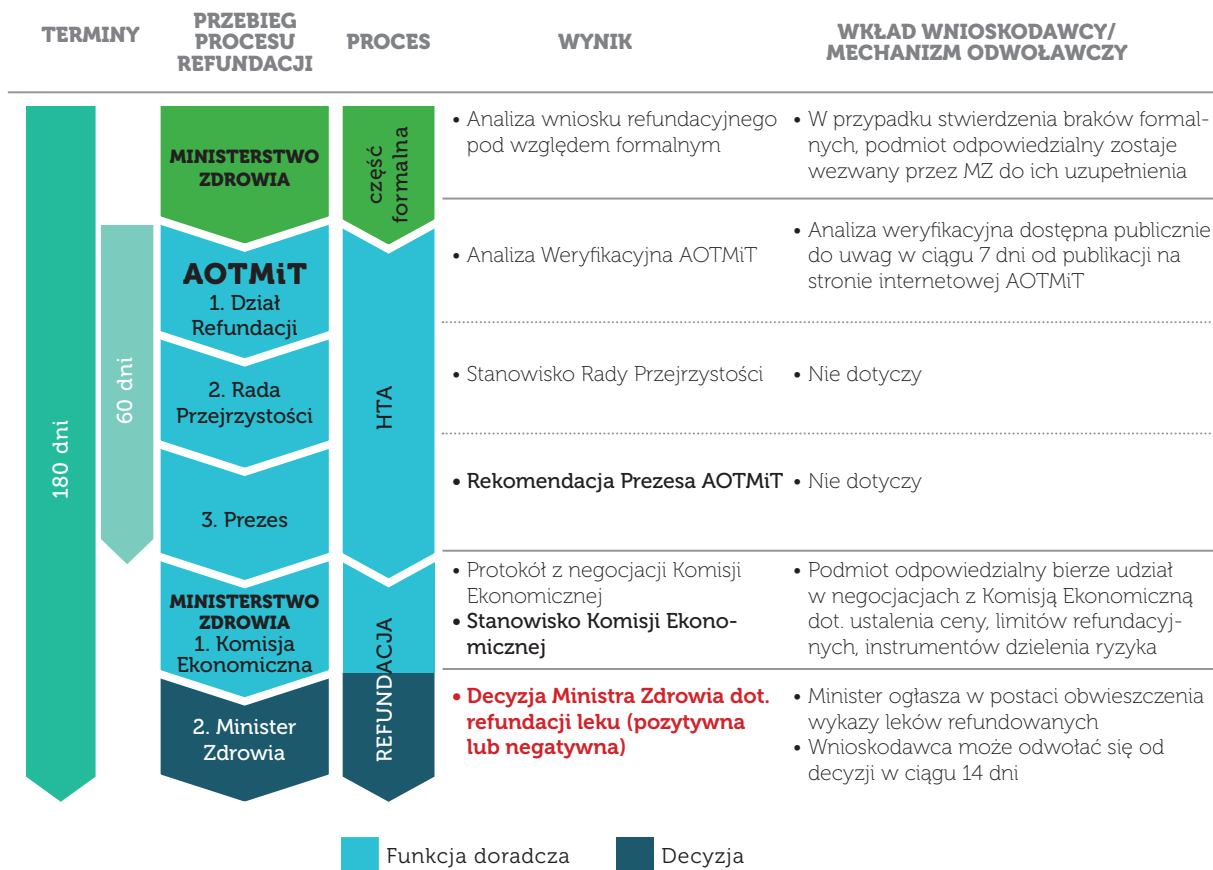 TERMINY
PRZEBIEG
PROCESU
REFUNDACJI
PROCES
WYNIK
WKŁAD WNIOSKODAWCY/
MECHANIZM ODWOŁAWCZY
180 dni
60 dni
MINISTERSTWO
ZDROWIA
część
formalna
• Analiza wniosku refundacyjnego
pod względem formalnym
• W przypadku stwierdzenia braków formal-
nych, podmiot odpowiedzialny zostaje
wezwany przez MZ do ich uzupełnienia
AOTMiT
1. Dział
Refundacji
HTA
• Analiza Weryfikacyjna AOTMiT
• Analiza weryfikacyjna dostępna publicznie
do uwag w ciągu 7 dni od publikacji na
stronie internetowej AOTMiT
2. Rada
Przejrzystości
• Stanowisko Rady Przejrzystości
• Nie dotyczy
3. Prezes
• Rekomendacja Prezesa AOTMiT
• Nie dotyczy
MINISTERSTWO
ZDROWIA
1. Komisja
Ekonomiczna
REFUNDACJA
• Protokół z negocjacji Komisji
Ekonomicznej
• Stanowisko Komisji Ekono-
micznej
• Podmiot odpowiedzialny bierze udział
w negocjacjach z Komisją Ekonomiczną
dot. ustalenia ceny, limitów refundacyj-
nych, instrumentów dzielenia ryzyka
2. Minister
Zdrowia
• Decyzja Ministra Zdrowia dot.
refundacji leku (pozytywna
lub negatywna)
• Minister ogłasza w postaci obwieszczenia
wykazy leków refundowanych
• Wnioskodawca może odwołać się od
decyzji w ciągu 14 dni
Funkcja doradcza
Decyzja